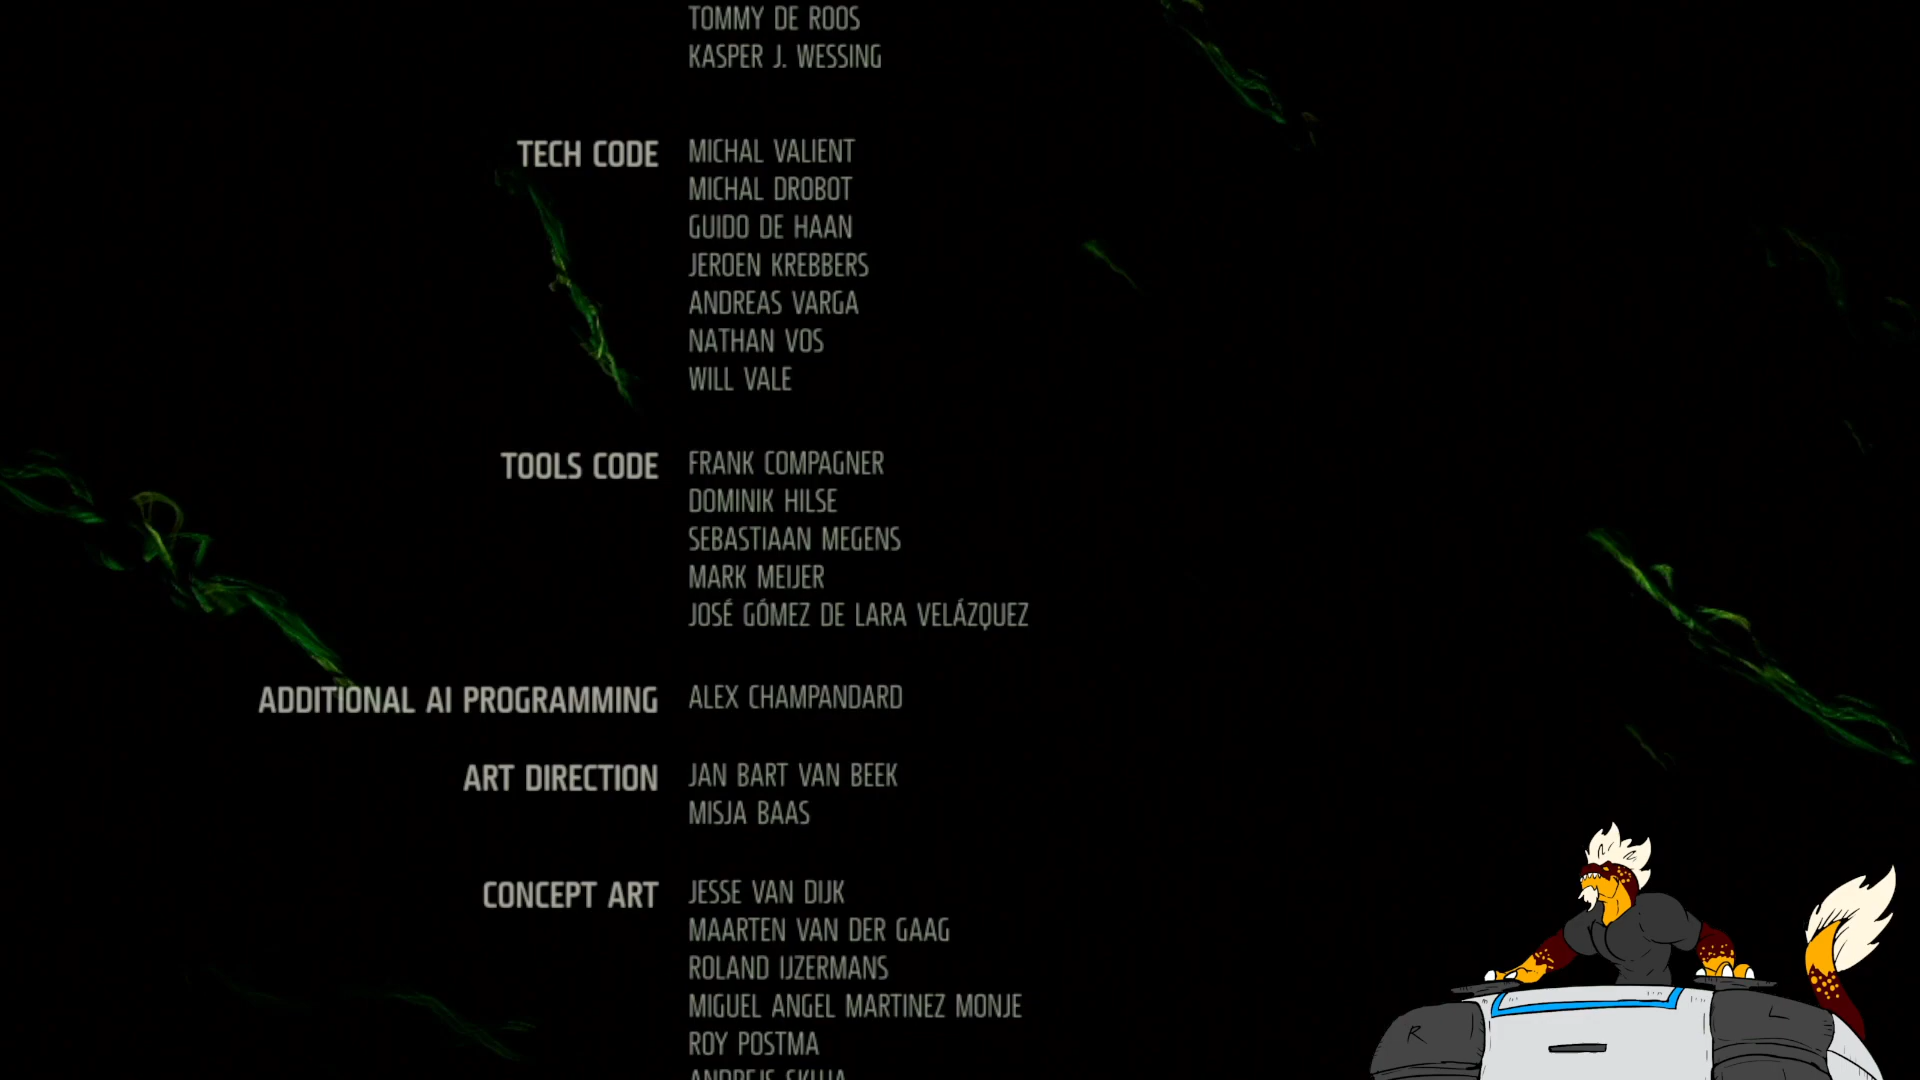 TOMMY DE ROOS
KASPER J. WESSING
TECH CODE MICHAL VALIENT
MICHAL DROBOT
GUIDO DE HAAN
JEROEN KREBBERS
ANDREAS VARGA
NATHAN VOS
WILL VALE
TOOLS CODE FRANK COMPAGNER
DOMINIK HILSE
SEBASTIAAN MEGENS
MARK MEIJER
JOSÉ GÓMEZ DE LARA VELÁZQUEZ
ADDITIONAL AI PROGRAMMING ALEX CHAMPANDARD
ART DIRECTION JAN BART VAN BEEK
MISJA BAAS
CONCEPT ART JESSE VAN DIJK
MAARTEN VAN DER GAAG
ROLAND IJZERMANS
MIGUEL ANGEL MARTINEZ MONJE
ROY POSTMA
R
L